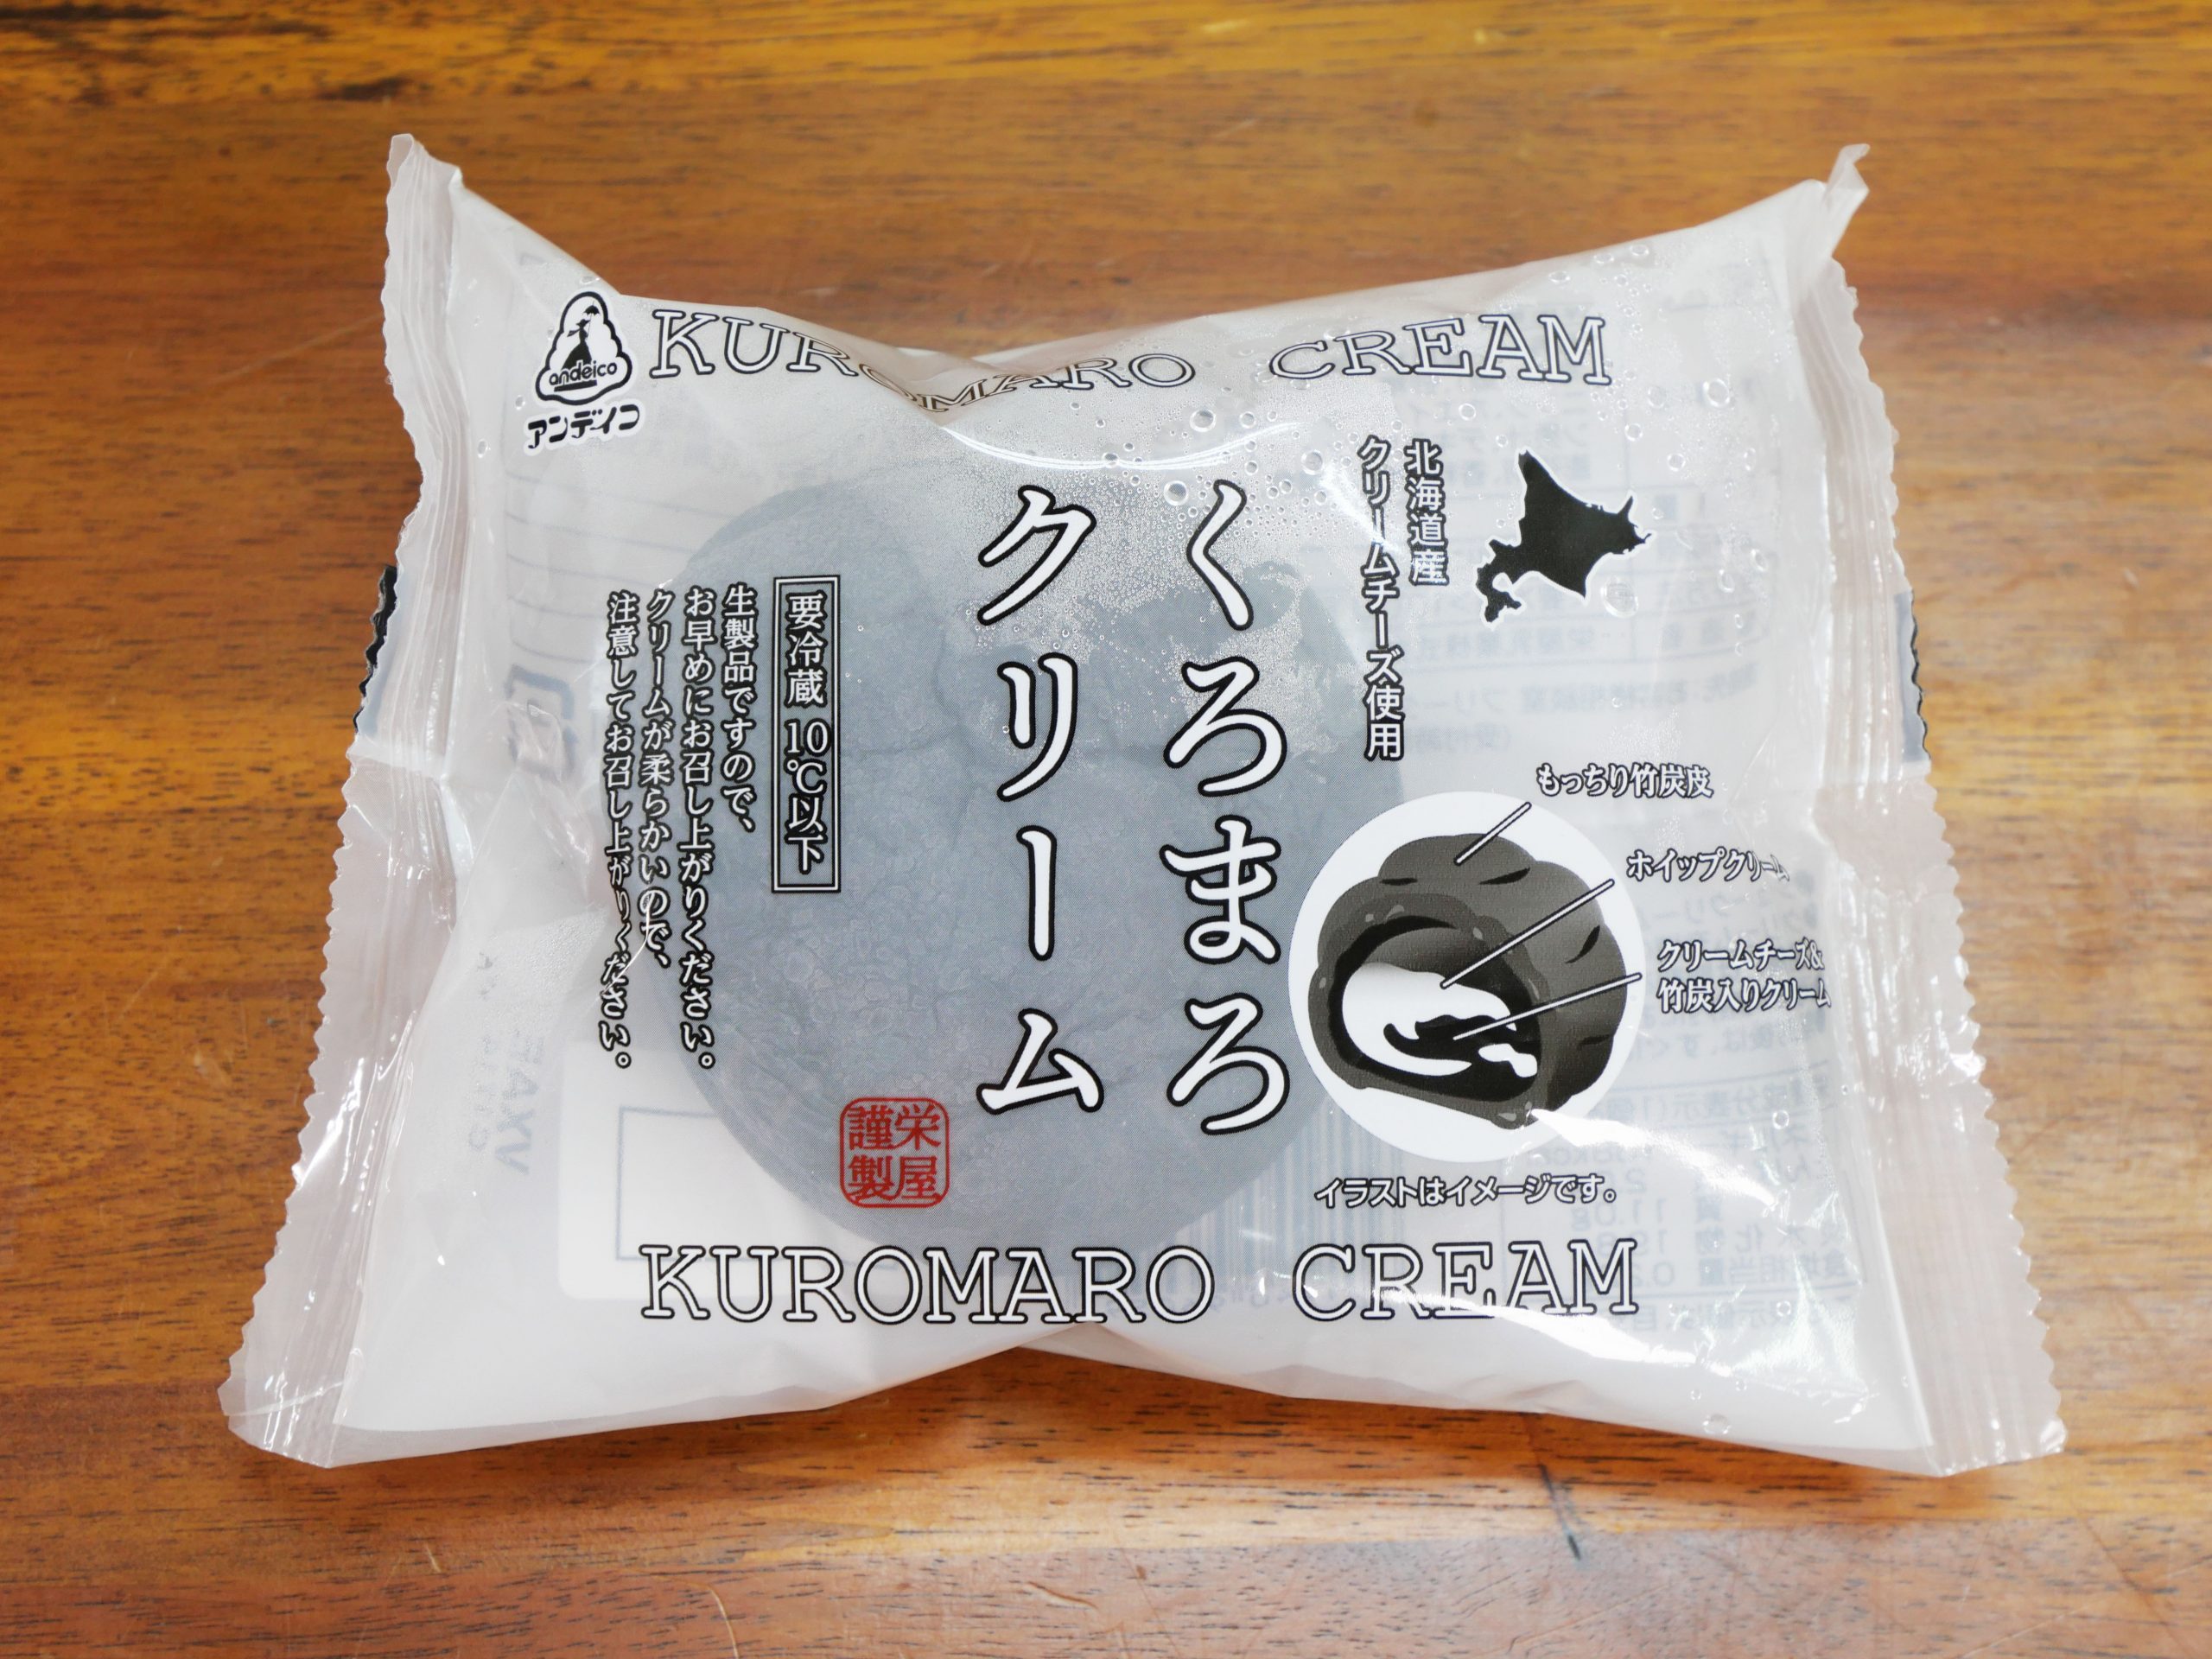 andeico
アンデイコ
KUROMARO CREAM
北海道産
クリームチーズ使用
くろまろ
クリーム
要冷蔵 10℃以下
生製品ですので、
お早めにお召し上がりください。
クリームが柔らかいので、
注意してお召し上がりください。
もっちり竹炭皮
ホイップクリーム
クリームチーズ&
竹炭入りクリーム
イラストはイメージです。
栄屋
謹製
KUROMARO CREAM